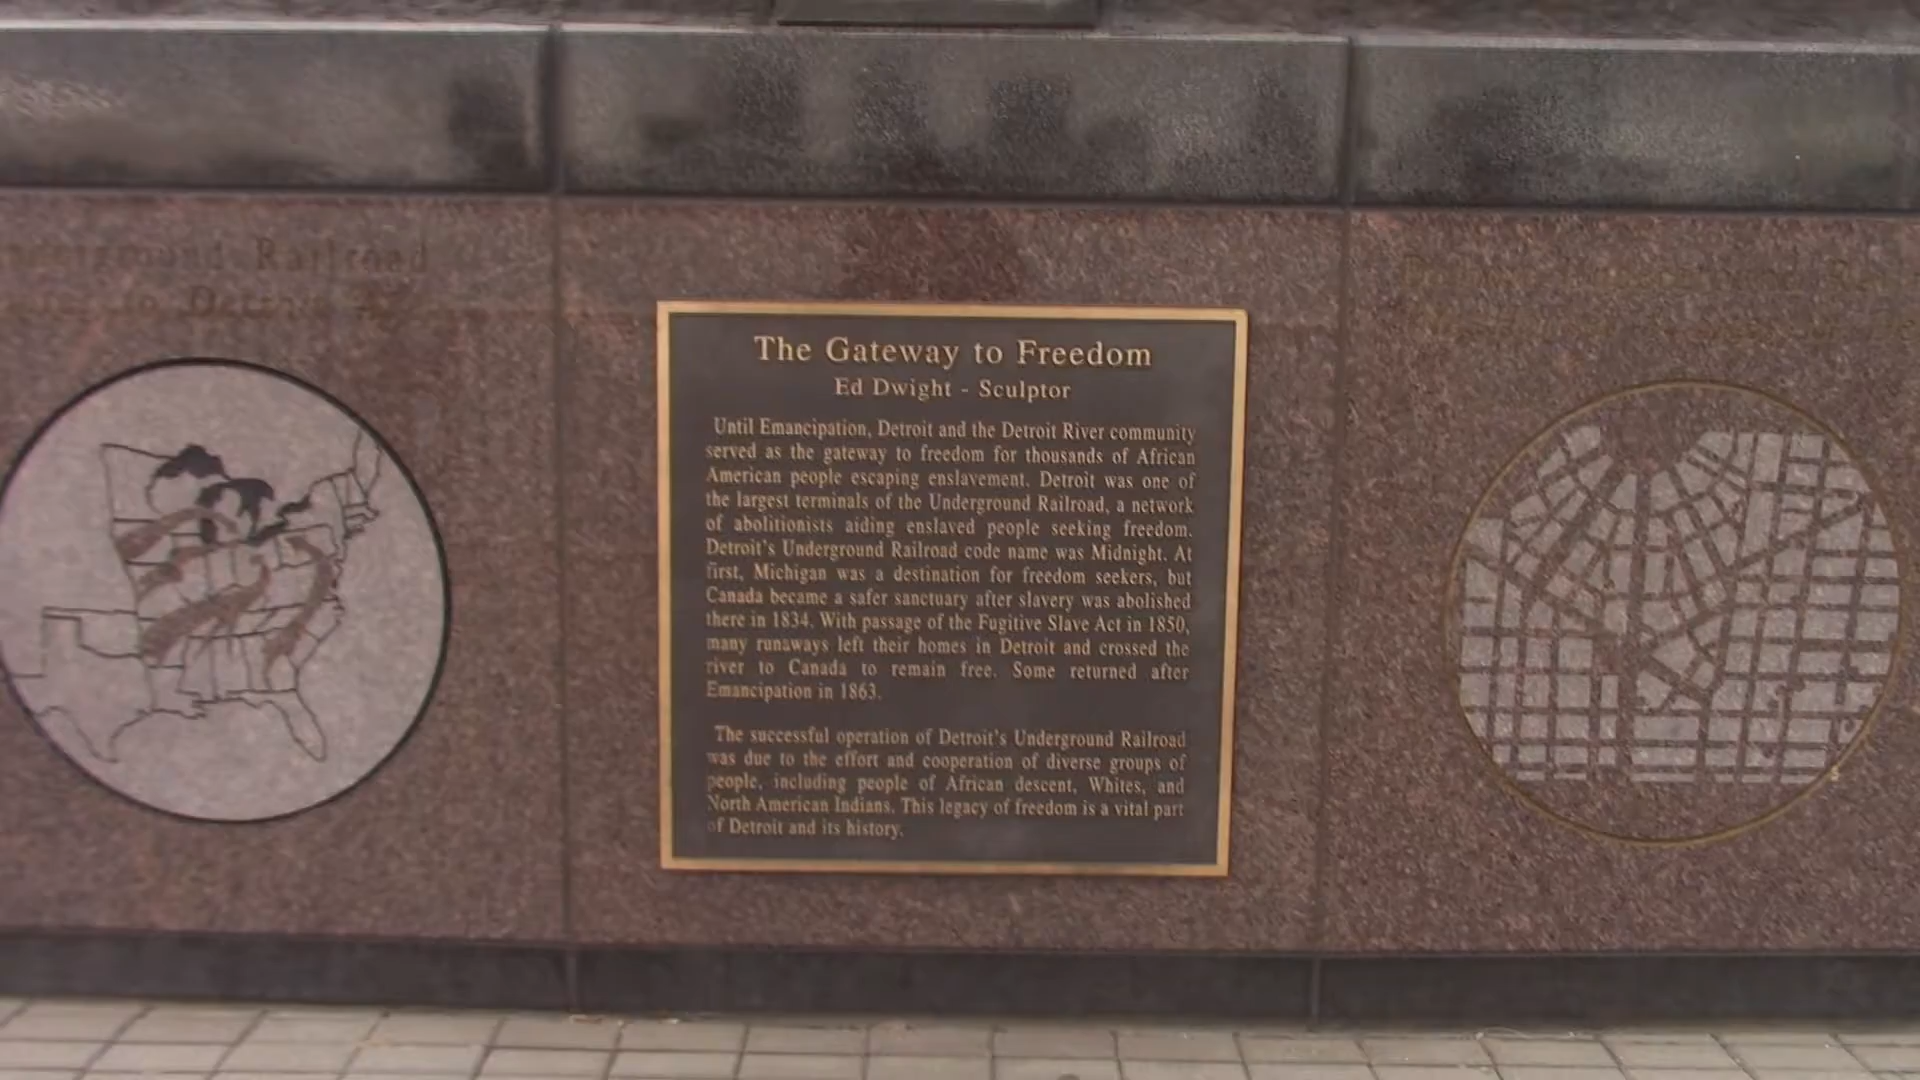 Railroad
to Detroit
The Gateway to Freedom
Ed Dwight - Sculptor
Until Emancipation, Detroit and the Detroit River community
served as the gateway to freedom for thousands of African
American people escaping enslavement. Detroit was one of
the largest terminals of the Underground Railroad, a network
of abolitionists aiding enslaved people seeking freedom.
Detroit's Underground Railroad code name was Midnight. At
first, Michigan was a destination for freedom seekers, but
Canada became a safer sanctuary after slavery was abolished
there in 1834. With passage of the Fugitive Slave Act in 1850,
many runaways left their homes in Detroit and crossed the
river to Canada to remain free. Some returned after
Emancipation in 1863.
The successful operation of Detroit's Underground Railroad
was due to the effort and cooperation of diverse groups of
people, including people of African descent, Whites, and
North American Indians. This legacy of freedom is a vital part
of Detroit and its history.